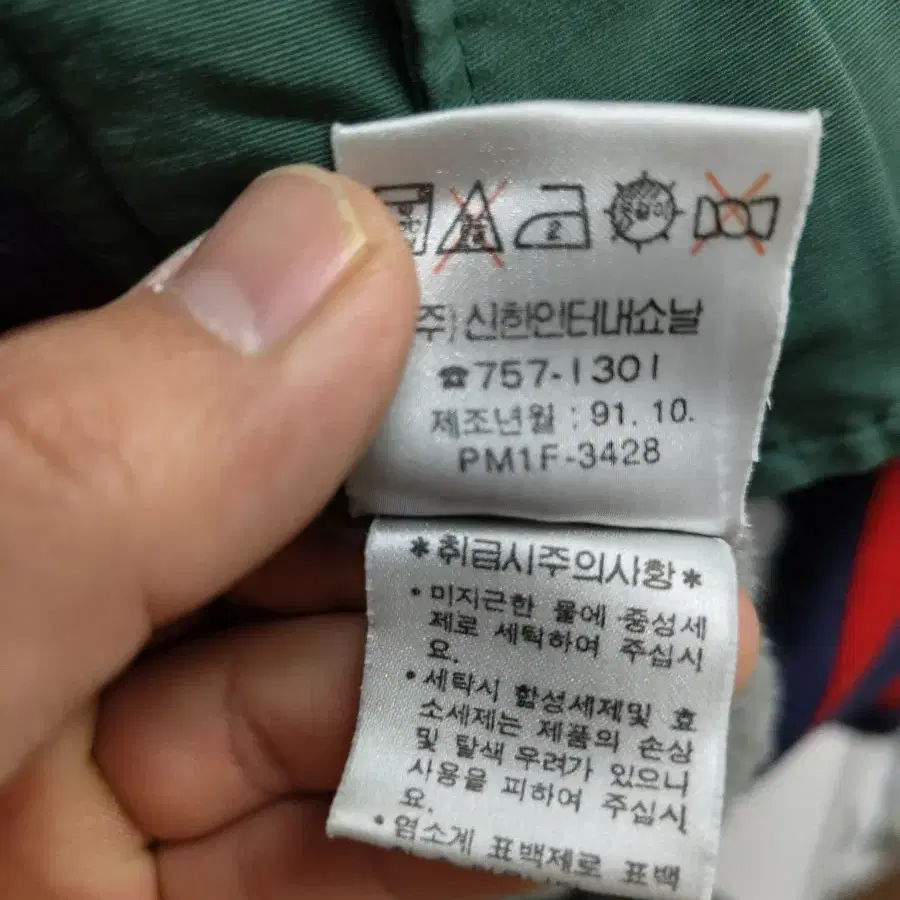 2
주) 신한인터내쇼날
☎757-1301
제조년월 : 91. 10.
PM1F-3428
*취급시주의사항*
• 미지근한 물에 중성세
제로 세탁하여 주십시
요.
• 세탁시 합성세제및 효
소세제는 제품의 손상
및 탈색 우려가 있으니
사용을 피하여 주십시
요.
• 염소계 표백제로 표백